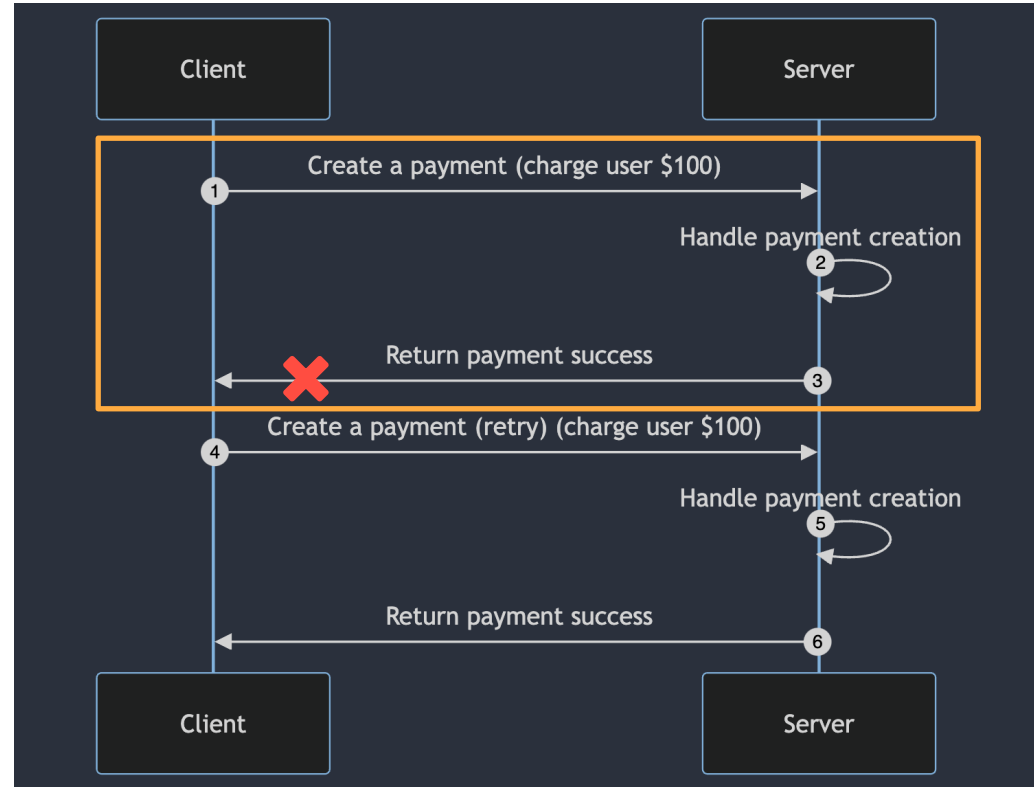 Client
Server
Create a payment (charge user $100)
1
Handle payment creation
2
Return payment success
3
Create a payment (retry) (charge user $100)
4
Handle payment creation
5
Return payment success
6
Client
Server